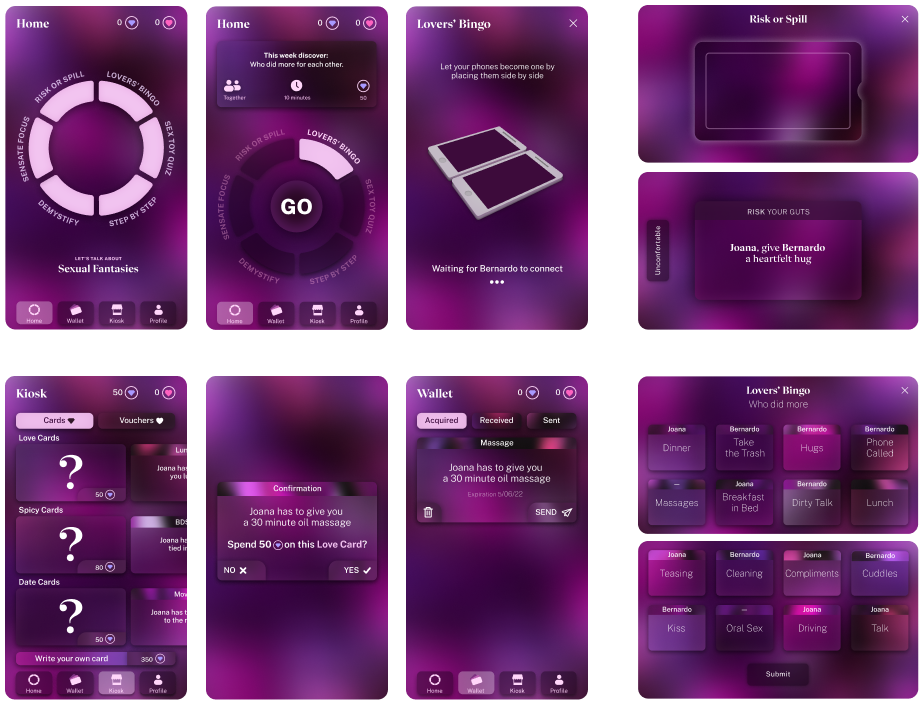 Home
0
0
RISK OR SPILL
LOVERS' BINGO
SENSATE FOCUS
SEX TOY QUIZ
DEMYSTIFY
STEP BY STEP
LET'S TALK ABOUT
Sexual Fantasies
Home
Wallet
Kiosk
Profile
Home
0
0
This week discover:
Who did more for each other.
Together
10 minutes
50
RISK OR SPILL
LOVERS' BINGO
SENSATE FOCUS
SEX TOY QUIZ
GO
DEMYSTIFY
STEP BY STEP
Home
Wallet
Kiosk
Profile
Lovers' Bingo
Let your phones become one by
placing them side by side
Waiting for Bernardo to connect
Risk or Spill
RISK YOUR GUTS
Unconfortable
Joana, give Bernardo
a heartfelt hug
Kiosk
50
0
Cards
Vouchers
Love Cards
?
50
Lun
Joana has
you lu
Spicy Cards
?
80
BDS
Joana ha
tied in
Date Cards
?
50
Mov
Joana has t
to the m
Write your own card
350
Home
Wallet
Kiosk
Profile
Confirmation
Joana has to give you
a 30 minute oil massage
Spend 50 on this Love Card?
NO
YES
Wallet
0
0
Acquired
Received
Sent
Massage
Joana has to give you
a 30 minute oil massage
Expiration 5/06/22
SEND
Home
Wallet
Kiosk
Profile
Lovers' Bingo
Who did more
Joana
Dinner
Bernardo
Take
the Trash
Bernardo
Hugs
Bernardo
Phone
Called
—
Massages
Joana
Breakfast
in Bed
Bernardo
Dirty Talk
Lunch
Joana
Teasing
Bernardo
Cleaning
Joana
Compliments
Bernardo
Cuddles
Bernardo
Kiss
—
Oral Sex
Joana
Driving
Joana
Talk
Submit